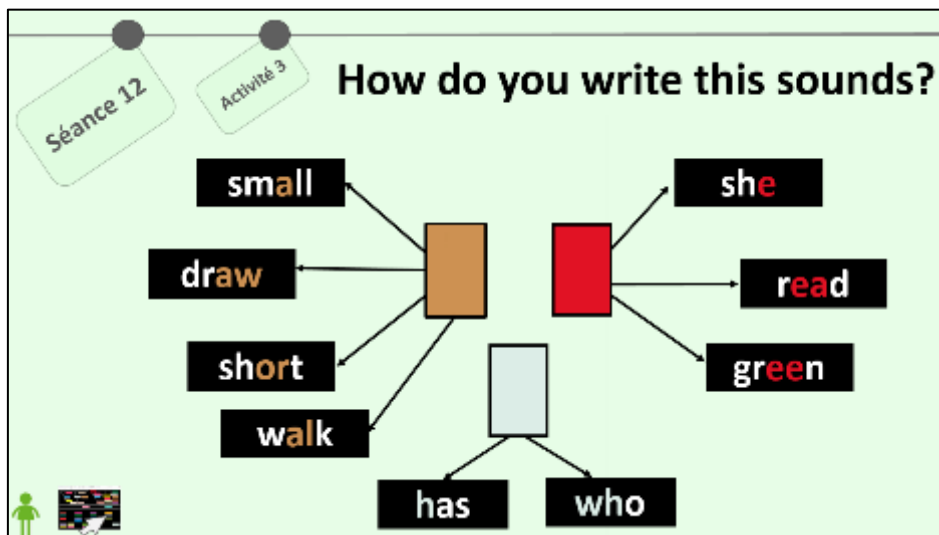 Séance 12
Activité 3
How do you write this sounds?
small
she
draw
read
short
green
walk
has
who